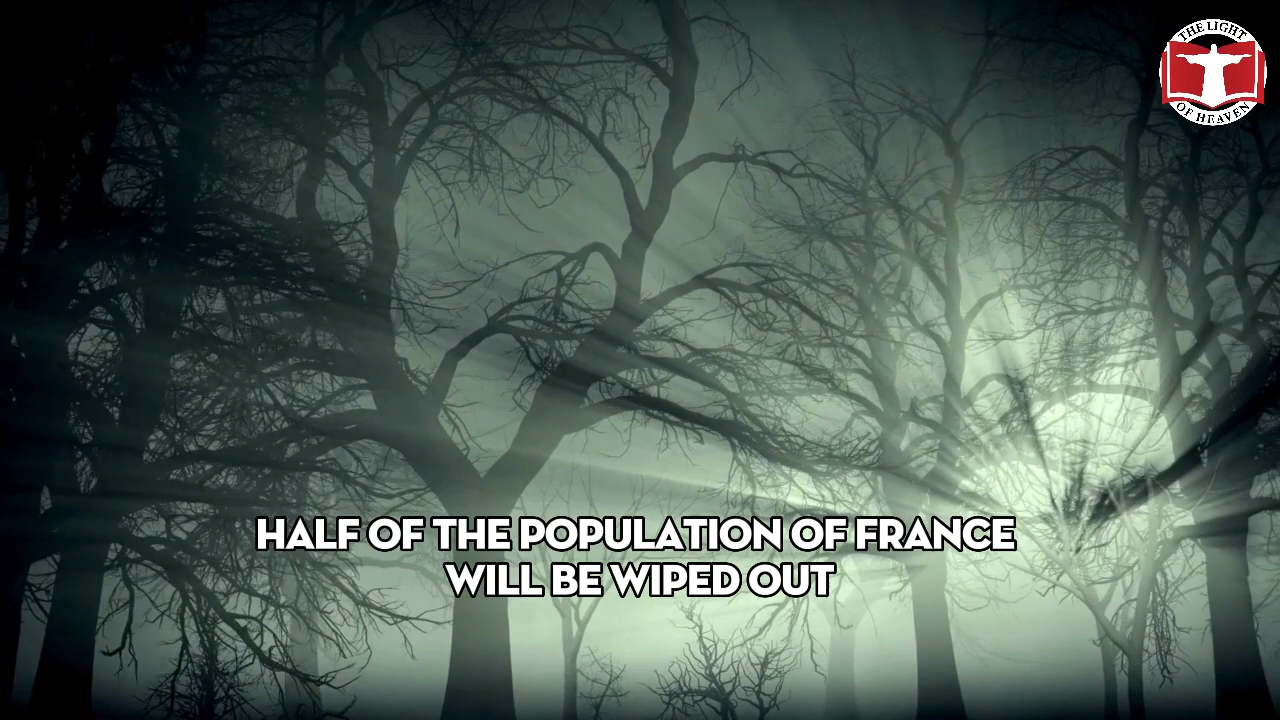 THE LIGHT
OF HEAVEN
HALF OF THE POPULATION OF FRANCE
WILL BE WIPED OUT